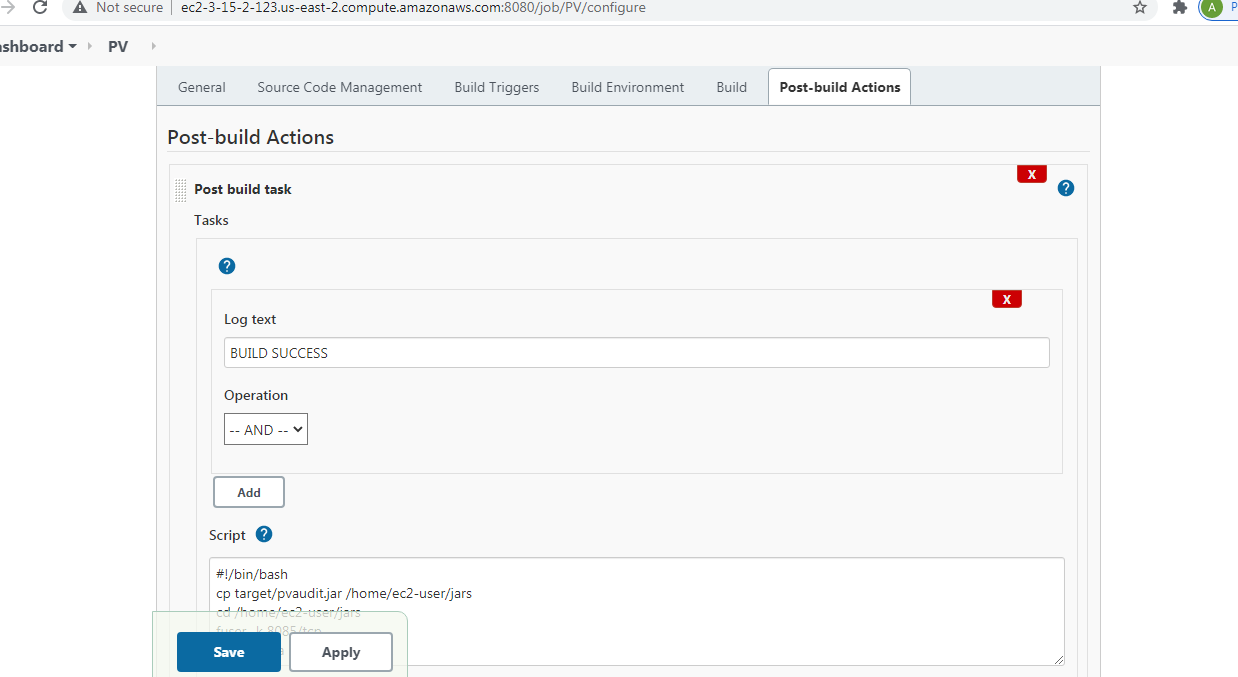 Not secure | ec2-3-15-2-123.us-east-2.compute.amazonaws.com:8080/job/PV/configure
A P
ashboard PV
General Source Code Management Build Triggers Build Environment Build Post-build Actions
Post-build Actions
X
Post build task ?
Tasks
?
X
Log text
BUILD SUCCESS
Operation
-- AND --
Add
Script ?
#!/bin/bash
cp target/pvaudit.jar /home/ec2-user/jars
cd /home/ec2-user/jars
fuser -k 8085/tcp
Save Apply